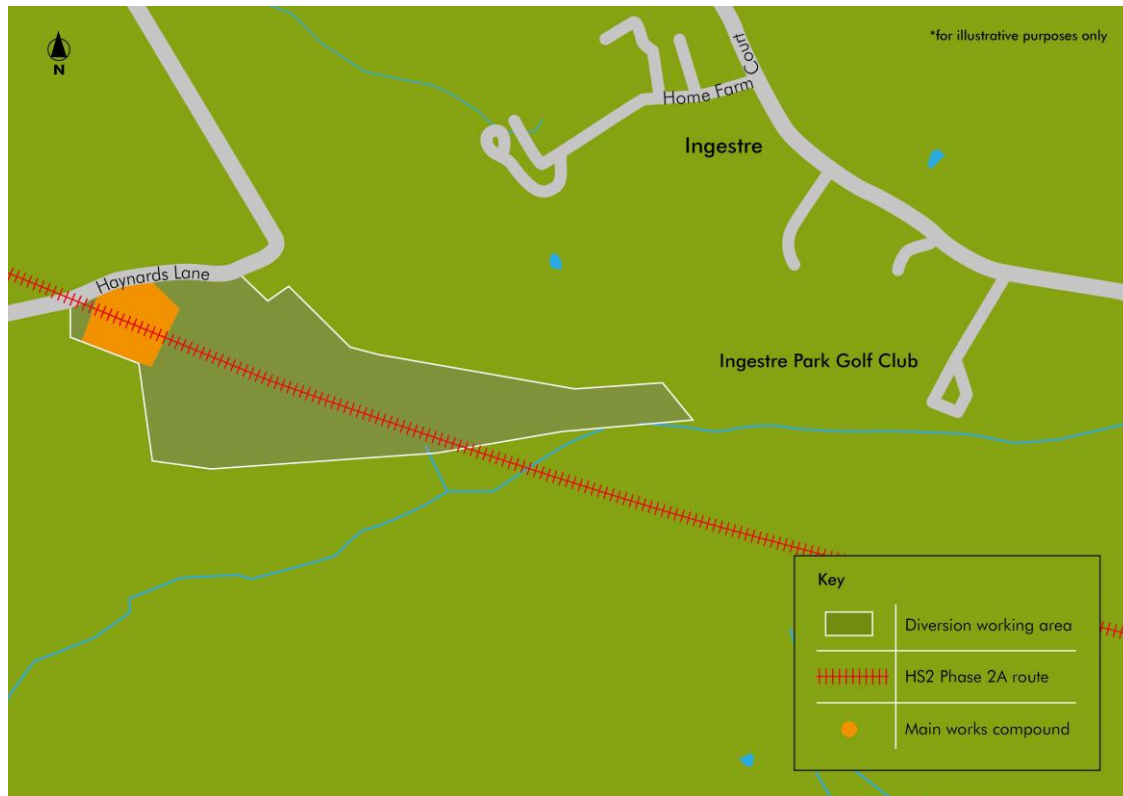 N
*for illustrative purposes only
Home Farm Court
Ingestre
Haynards Lane
Ingestre Park Golf Club
Key
Diversion working area
HS2 Phase 2A route
Main works compound